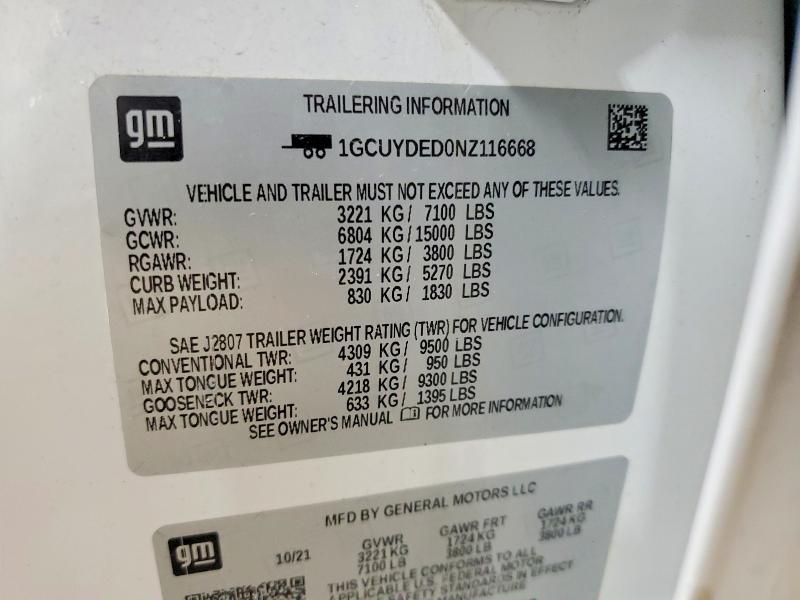 gm
TRAILERING INFORMATION
1GCUYDED0NZ116668
VEHICLE AND TRAILER MUST NOT EXCEED ANY OF THESE VALUES.
GVWR: 3221 KG/ 7100 LBS
GCWR: 6804 KG/15000 LBS
RGAWR: 1724 KG/ 3800 LBS
CURB WEIGHT: 2391 KG/ 5270 LBS
MAX PAYLOAD: 830 KG/ 1830 LBS
SAE J2807 TRAILER WEIGHT RATING (TWR) FOR VEHICLE CONFIGURATION.
CONVENTIONAL TWR: 4309 KG/ 9500 LBS
MAX TONGUE WEIGHT: 431 KG/ 950 LBS
GOOSENECK TWR: 4218 KG/ 9300 LBS
MAX TONGUE WEIGHT: 633 KG/ 1395 LBS
SEE OWNER'S MANUAL FOR MORE INFORMATION
MFD BY GENERAL MOTORS LLC
gm
10/21
GVWR GAWR FRT GAWR RR
3221 KG 1724 KG 1724 KG
7100 LB 3800 LB 3800 LB
THIS VEHICLE CONFORMS TO ALL
APPLICABLE U.S. FEDERAL MOTOR
SAFETY STANDARDS IN EFFECT